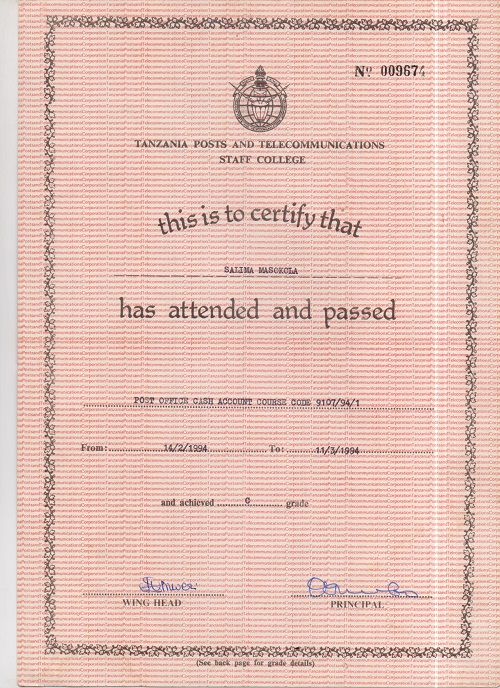 Nº 009674
TANZANIA POSTS AND TELECOMMUNICATIONS
STAFF COLLEGE
this is to certify that
SALIMA MASOKOLA
has attended and passed
POST OFFICE CASH ACCOUNT COURSE CODE 9107/94/1
From: 14/2/1994 To: 11/3/1994
and achieved C grade
WING HEAD PRINCIPAL
(See back page for grade details)